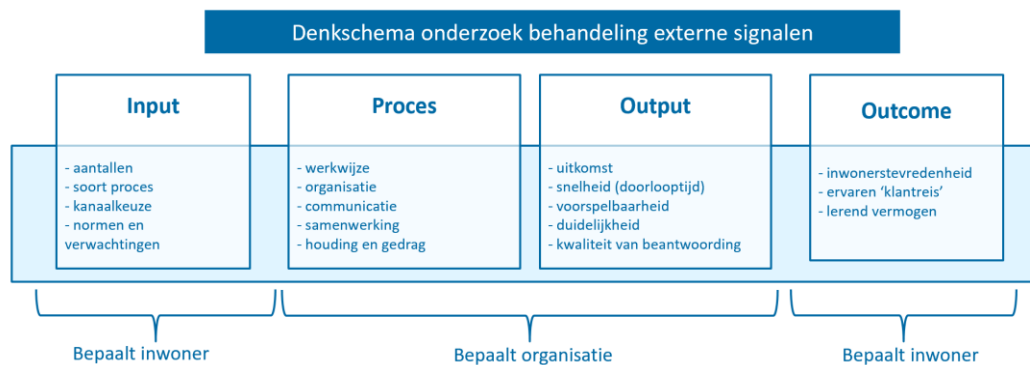 Denkschema onderzoek behandeling externe signalen
Input
- aantallen
- soort proces
- kanaalkeuze
- normen en
verwachtingen
Proces
- werkwijze
- organisatie
- communicatie
- samenwerking
- houding en gedrag
Output
- uitkomst
- snelheid (doorlooptijd)
- voorspelbaarheid
- duidelijkheid
- kwaliteit van beantwoording
Outcome
- inwonerstevredenheid
- ervaren ‘klantreis’
- lerend vermogen
Bepaalt inwoner
Bepaalt organisatie
Bepaalt inwoner